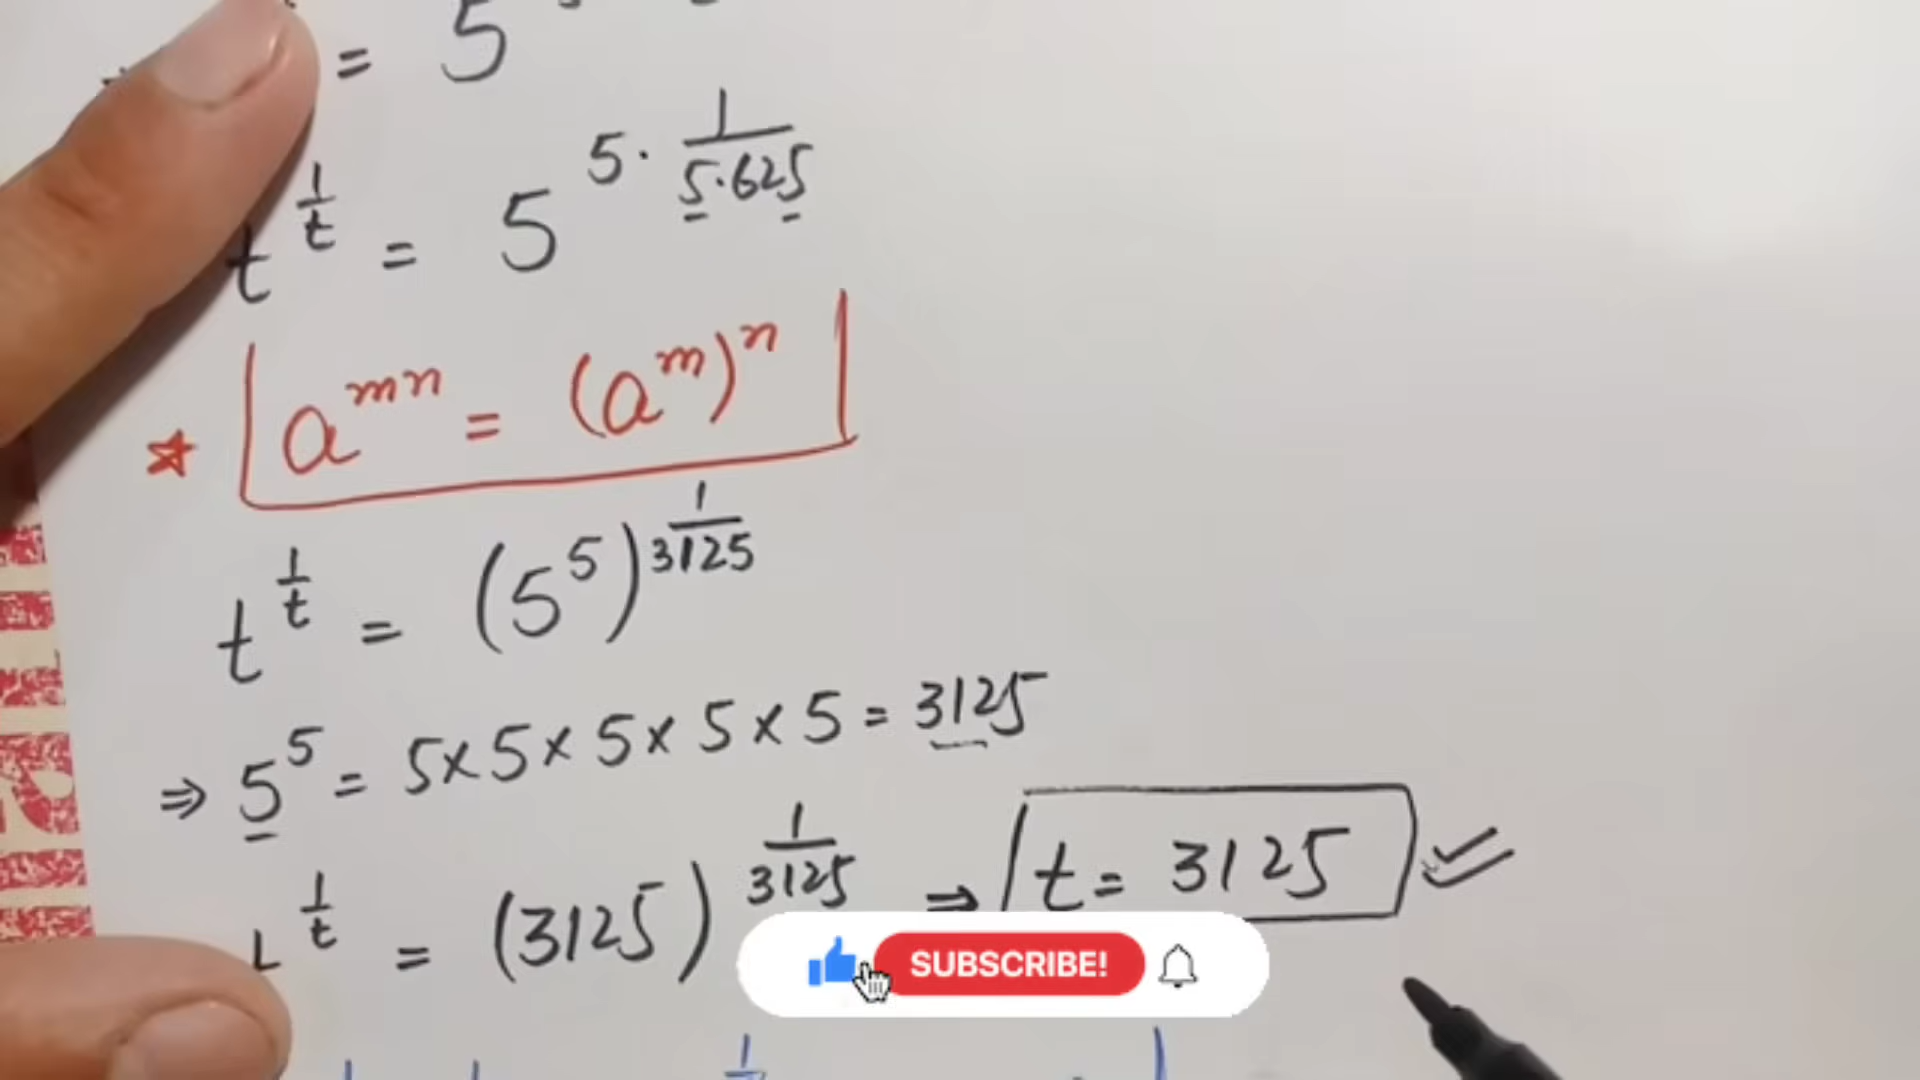 = 5
t^{1/t} = 5^{5·1/(5·625)}
☆ a^{mn} = (a^m)^n
t^{1/t} = (5^5)^{1/3125}
⇒ 5^5 = 5×5×5×5×5 = 3125
^{1/t} = (3125)^{1/3125} ⇒ t = 3125
SUBSCRIBE!